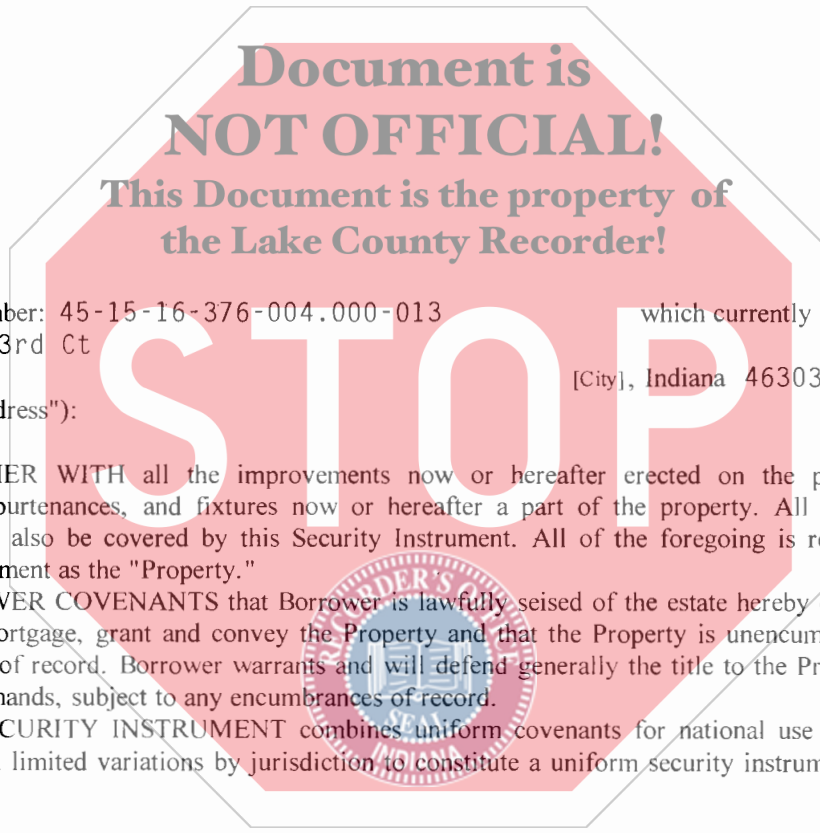 Document is
NOT OFFICIAL!
This Document is the property of
the Lake County Recorder!
nber: 45-15-16-376-004.000-013 which currently
3rd Ct
[City], Indiana 46303
dress"):
STOP
IER WITH all the improvements now or hereafter erected on the p
purtenances, and fixtures now or hereafter a part of the property. All
also be covered by this Security Instrument. All of the foregoing is re
ment as the "Property."
WER COVENANTS that Borrower is lawfully seised of the estate hereby
ortgage, grant and convey the Property and that the Property is unencum
of record. Borrower warrants and will defend generally the title to the Pr
nands, subject to any encumbrances of record.
CURITY INSTRUMENT combines uniform covenants for national use
limited variations by jurisdiction to constitute a uniform security instrum
RECORDER'S OFFICE
SEAL
INDIANA